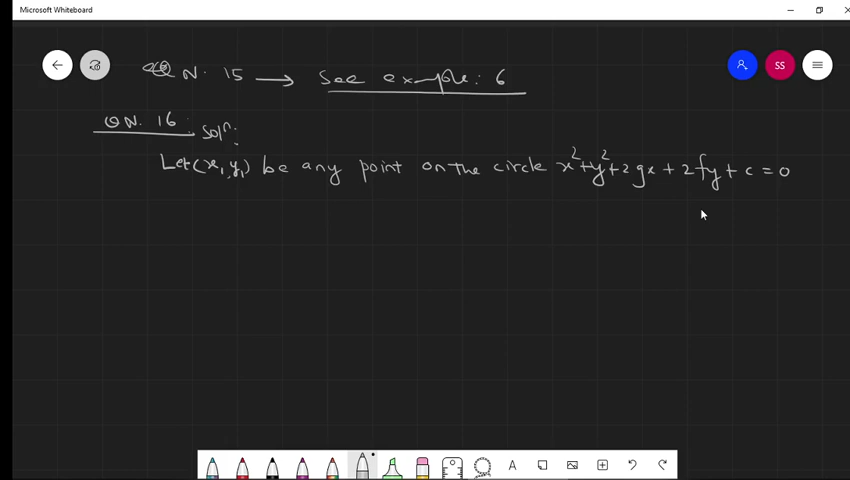 Microsoft Whiteboard
SS
Q N. 15 → See example: 6
QN. 16 : Solⁿ:
Let (x₁, y₁) be any point on the circle x² + y² + 2gx + 2fy + c = 0
A